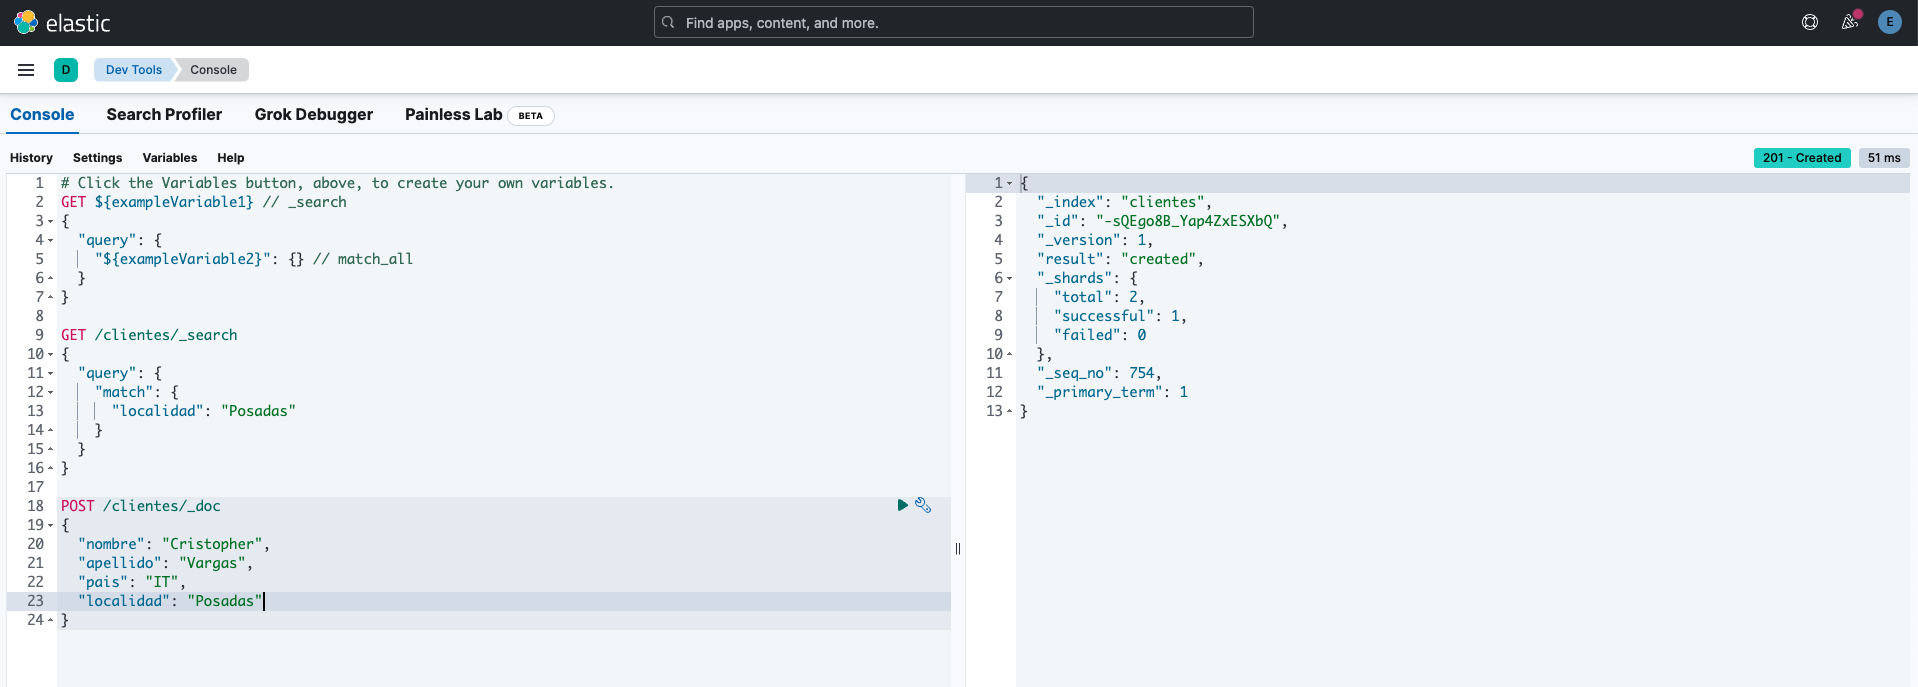 elastic
Find apps, content, and more.
E
D
Dev Tools
Console
Console
Search Profiler
Grok Debugger
Painless Lab
BETA
History
Settings
Variables
Help
201 - Created
51 ms
1 # Click the Variables button, above, to create your own variables.
2 GET ${exampleVariable1} // _search
3 {
4   "query": {
5     "${exampleVariable2}": {} // match_all
6   }
7 }
8
9 GET /clientes/_search
10 {
11   "query": {
12     "match": {
13       "localidad": "Posadas"
14     }
15   }
16 }
17
18 POST /clientes/_doc
19 {
20   "nombre": "Cristopher",
21   "apellido": "Vargas",
22   "pais": "IT",
23   "localidad": "Posadas"
24 }
1 {
2   "_index": "clientes",
3   "_id": "-sQEgo8B_Yap4ZxESXbQ",
4   "_version": 1,
5   "result": "created",
6   "_shards": {
7     "total": 2,
8     "successful": 1,
9     "failed": 0
10   },
11   "_seq_no": 754,
12   "_primary_term": 1
13 }